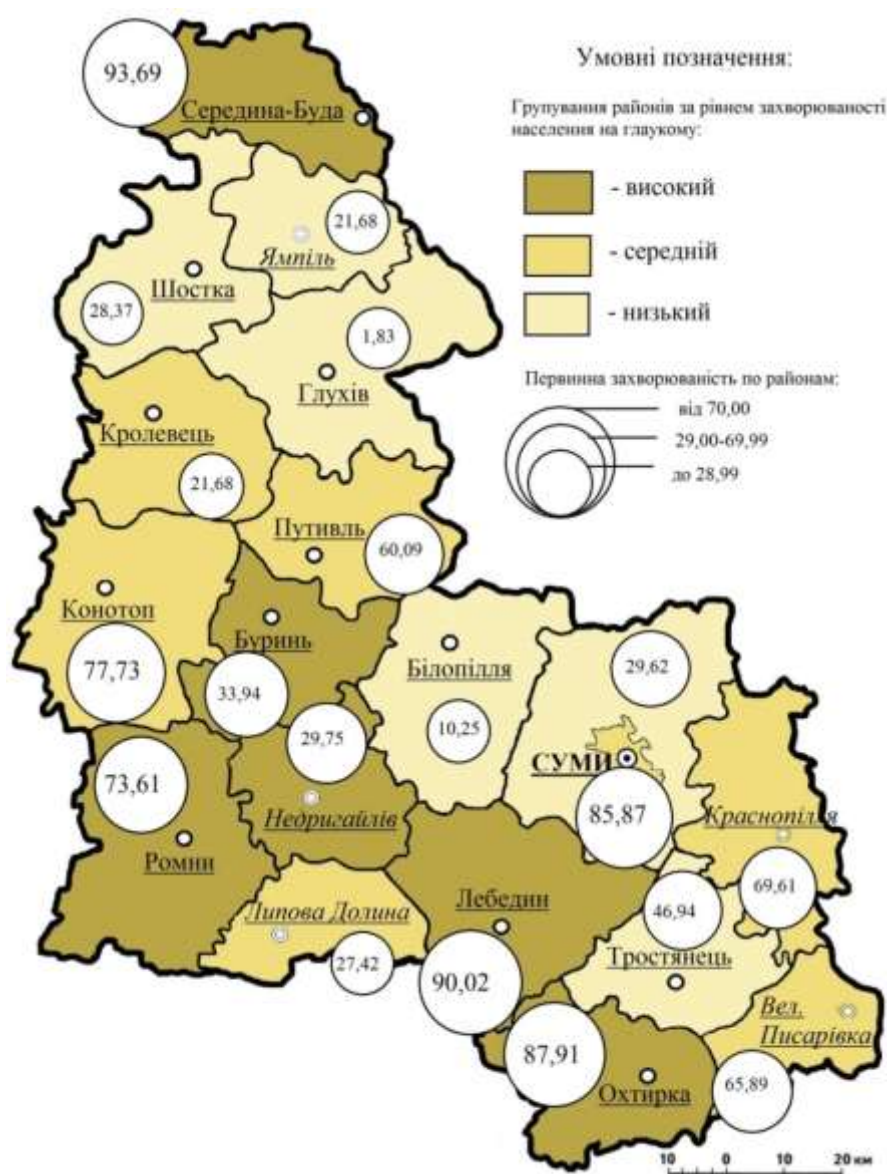 Умовні позначення:
Групування районів за рівнем захворюваності
населення на глаукому:
- високий
- середній
- низький
Первинна захворюваність по районам:
від 70,00
29,00-69,99
до 28,99
93,69
Середина-Буда
21,68
Ямпіль
Шостка
28,37
1,83
Глухів
Кролевець
21,68
Путивль
60,09
Конотоп
77,73
Буринь
33,94
Білопілля
10,25
29,62
СУМИ
85,87
29,75
Недригайлів
73,61
Ромни
Краснопілля
69,61
Липова Долина
27,42
Лебедин
90,02
46,94
Тростянець
Вел.
Писарівка
65,89
87,91
Охтирка
10 0 10 20 км